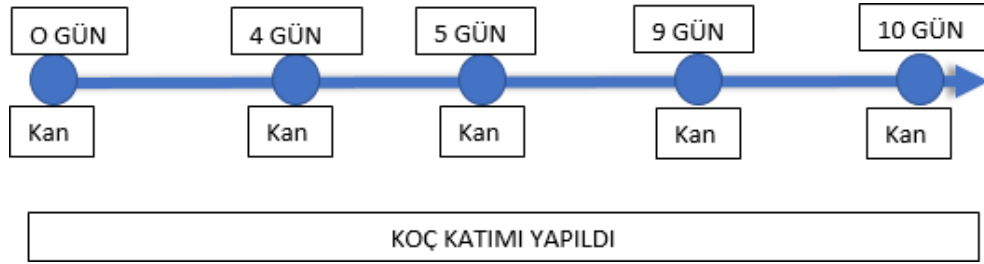 O GÜN 4 GÜN 5 GÜN 9 GÜN 10 GÜN
Kan Kan Kan Kan Kan
KOÇ KATIMI YAPILDI